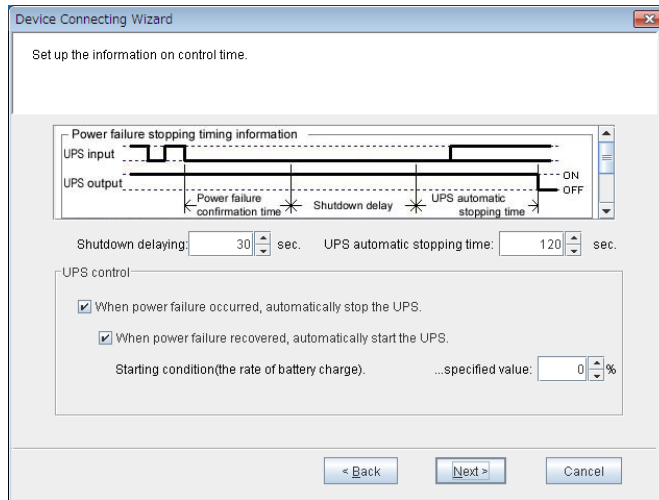 Device Connecting Wizard
Set up the information on control time.
Power failure stopping timing information
UPS input
UPS output
ON
OFF
Power failure
confirmation time
Shutdown delay
UPS automatic
stopping time
Shutdown delaying: 30 sec. UPS automatic stopping time: 120 sec.
UPS control
When power failure occurred, automatically stop the UPS.
When power failure recovered, automatically start the UPS.
Starting condition(the rate of battery charge). ...specified value: 0 %
< Back Next > Cancel